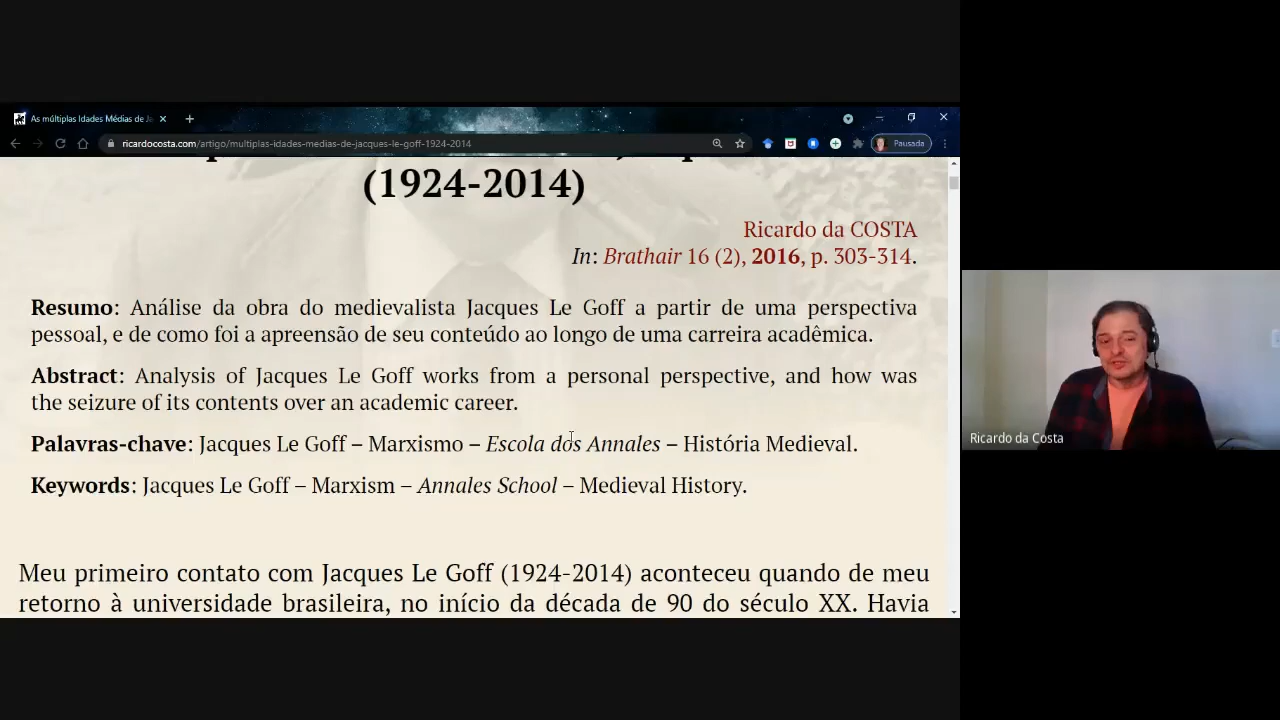 As múltiplas Idades Médias de Ja
ricardocosta.com/artigo/multiplas-idades-medias-de-jacques-le-goff-1924-2014
Pausada
(1924-2014)
Ricardo da COSTA
In: Brathair 16 (2), 2016, p. 303-314.
Resumo: Análise da obra do medievalista Jacques Le Goff a partir de uma perspectiva
pessoal, e de como foi a apreensão de seu conteúdo ao longo de uma carreira acadêmica.
Abstract: Analysis of Jacques Le Goff works from a personal perspective, and how was
the seizure of its contents over an academic career.
Palavras-chave: Jacques Le Goff – Marxismo – Escola dos Annales – História Medieval.
Keywords: Jacques Le Goff – Marxism – Annales School – Medieval History.
Meu primeiro contato com Jacques Le Goff (1924-2014) aconteceu quando de meu
retorno à universidade brasileira, no início da década de 90 do século XX. Havia
Ricardo da Costa